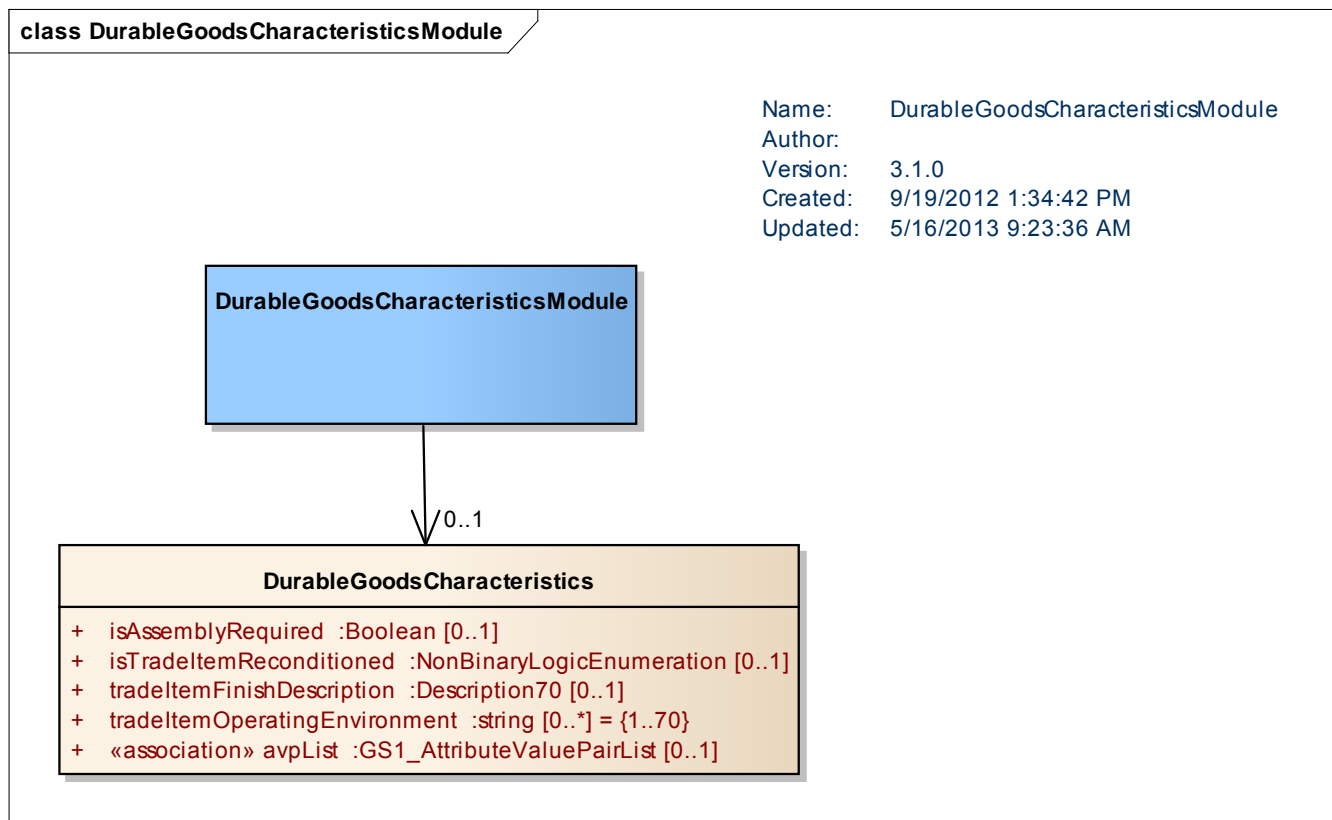 class DurableGoodsCharacteristicsModule
Name: DurableGoodsCharacteristicsModule
Author:
Version: 3.1.0
Created: 9/19/2012 1:34:42 PM
Updated: 5/16/2013 9:23:36 AM
DurableGoodsCharacteristicsModule
0..1
DurableGoodsCharacteristics
+ isAssemblyRequired :Boolean [0..1]
+ isTradeItemReconditioned :NonBinaryLogicEnumeration [0..1]
+ tradeItemFinishDescription :Description70 [0..1]
+ tradeItemOperatingEnvironment :string [0..*] = {1..70}
+ «association» avpList :GS1_AttributeValuePairList [0..1]